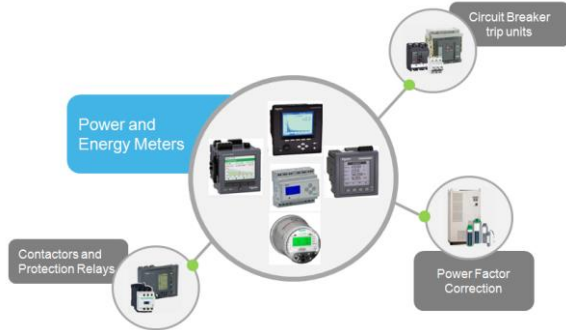 Circuit Breaker
trip units
Power and
Energy Meters
Contactors and
Protection Relays
Power Factor
Correction